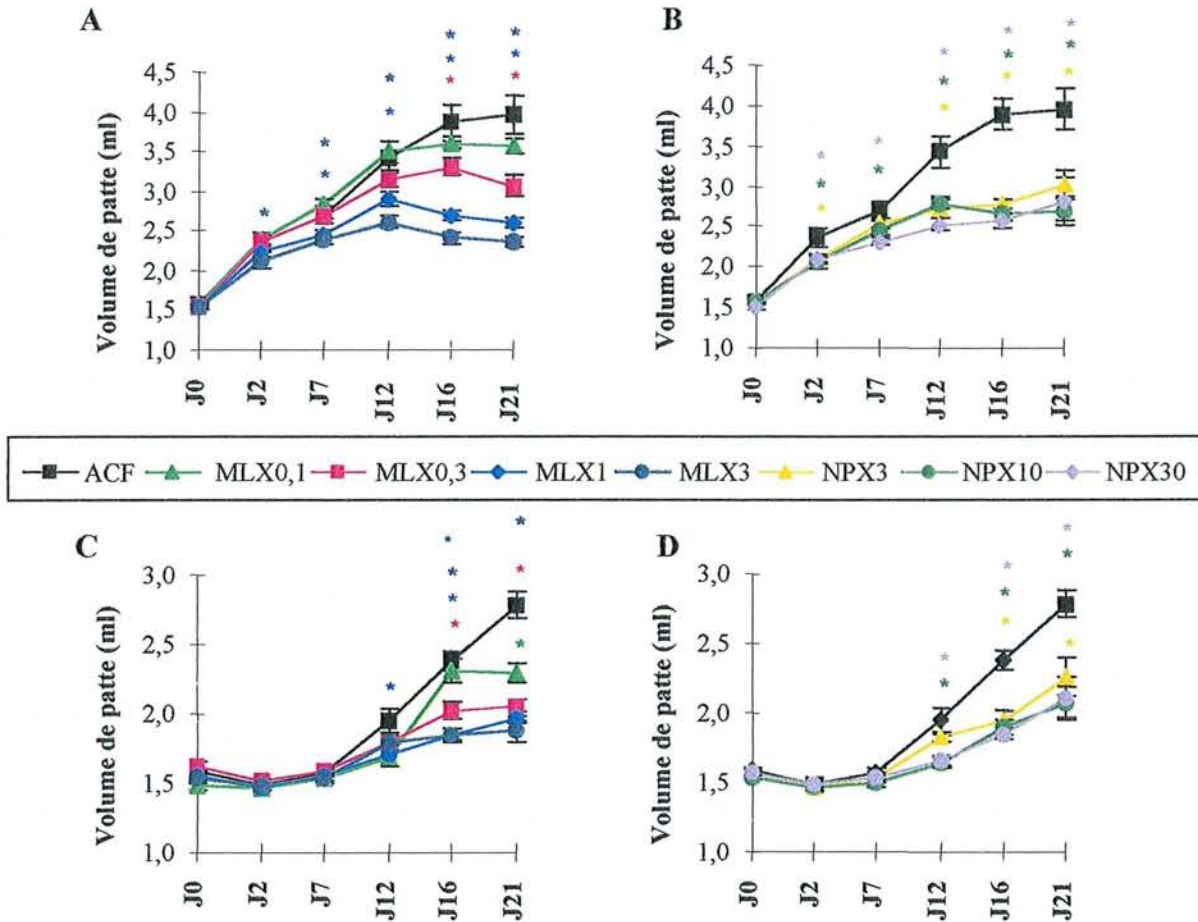 A
Volume de patte (ml)
4,5
4,0
3,5
3,0
2,5
2,0
1,5
1,0
J0
J2
J7
J12
J16
J21
B
Volume de patte (ml)
4,5
4,0
3,5
3,0
2,5
2,0
1,5
1,0
J0
J2
J7
J12
J16
J21
ACF MLX0,1 MLX0,3 MLX1 MLX3 NPX3 NPX10 NPX30
C
Volume de patte (ml)
3,0
2,5
2,0
1,5
1,0
J0
J2
J7
J12
J16
J21
D
Volume de patte (ml)
3,0
2,5
2,0
1,5
1,0
J0
J2
J7
J12
J16
J21